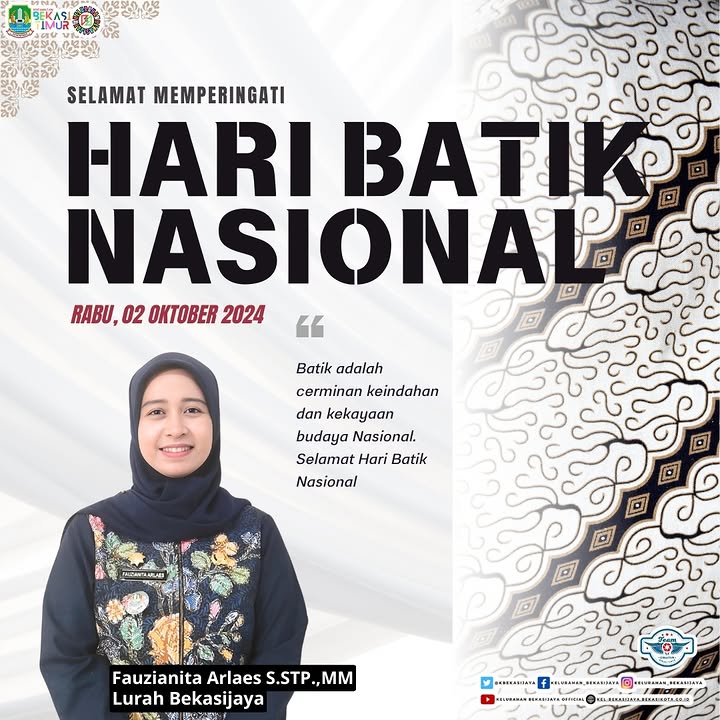 BEKASI
TIMUR
SELAMAT MEMPERINGATI
HARI BATIK
NASIONAL
RABU, 02 OKTOBER 2024
Batik adalah
cerminan keindahan
dan kekayaan
budaya Nasional.
Selamat Hari Batik
Nasional
FAUZIANITA ARLAES
Fauzianita Arlaes S.STP.,MM
Lurah Bekasijaya
Team
@KBEKASIJAYA KELURAHAN_BEKASIJAYA KELURAHAN_BEKASIJAYA
KELURAHAN BEKASIJAYA OFFICIAL KEL-BEKASIJAYA.BEKASIKOTA.GO.ID